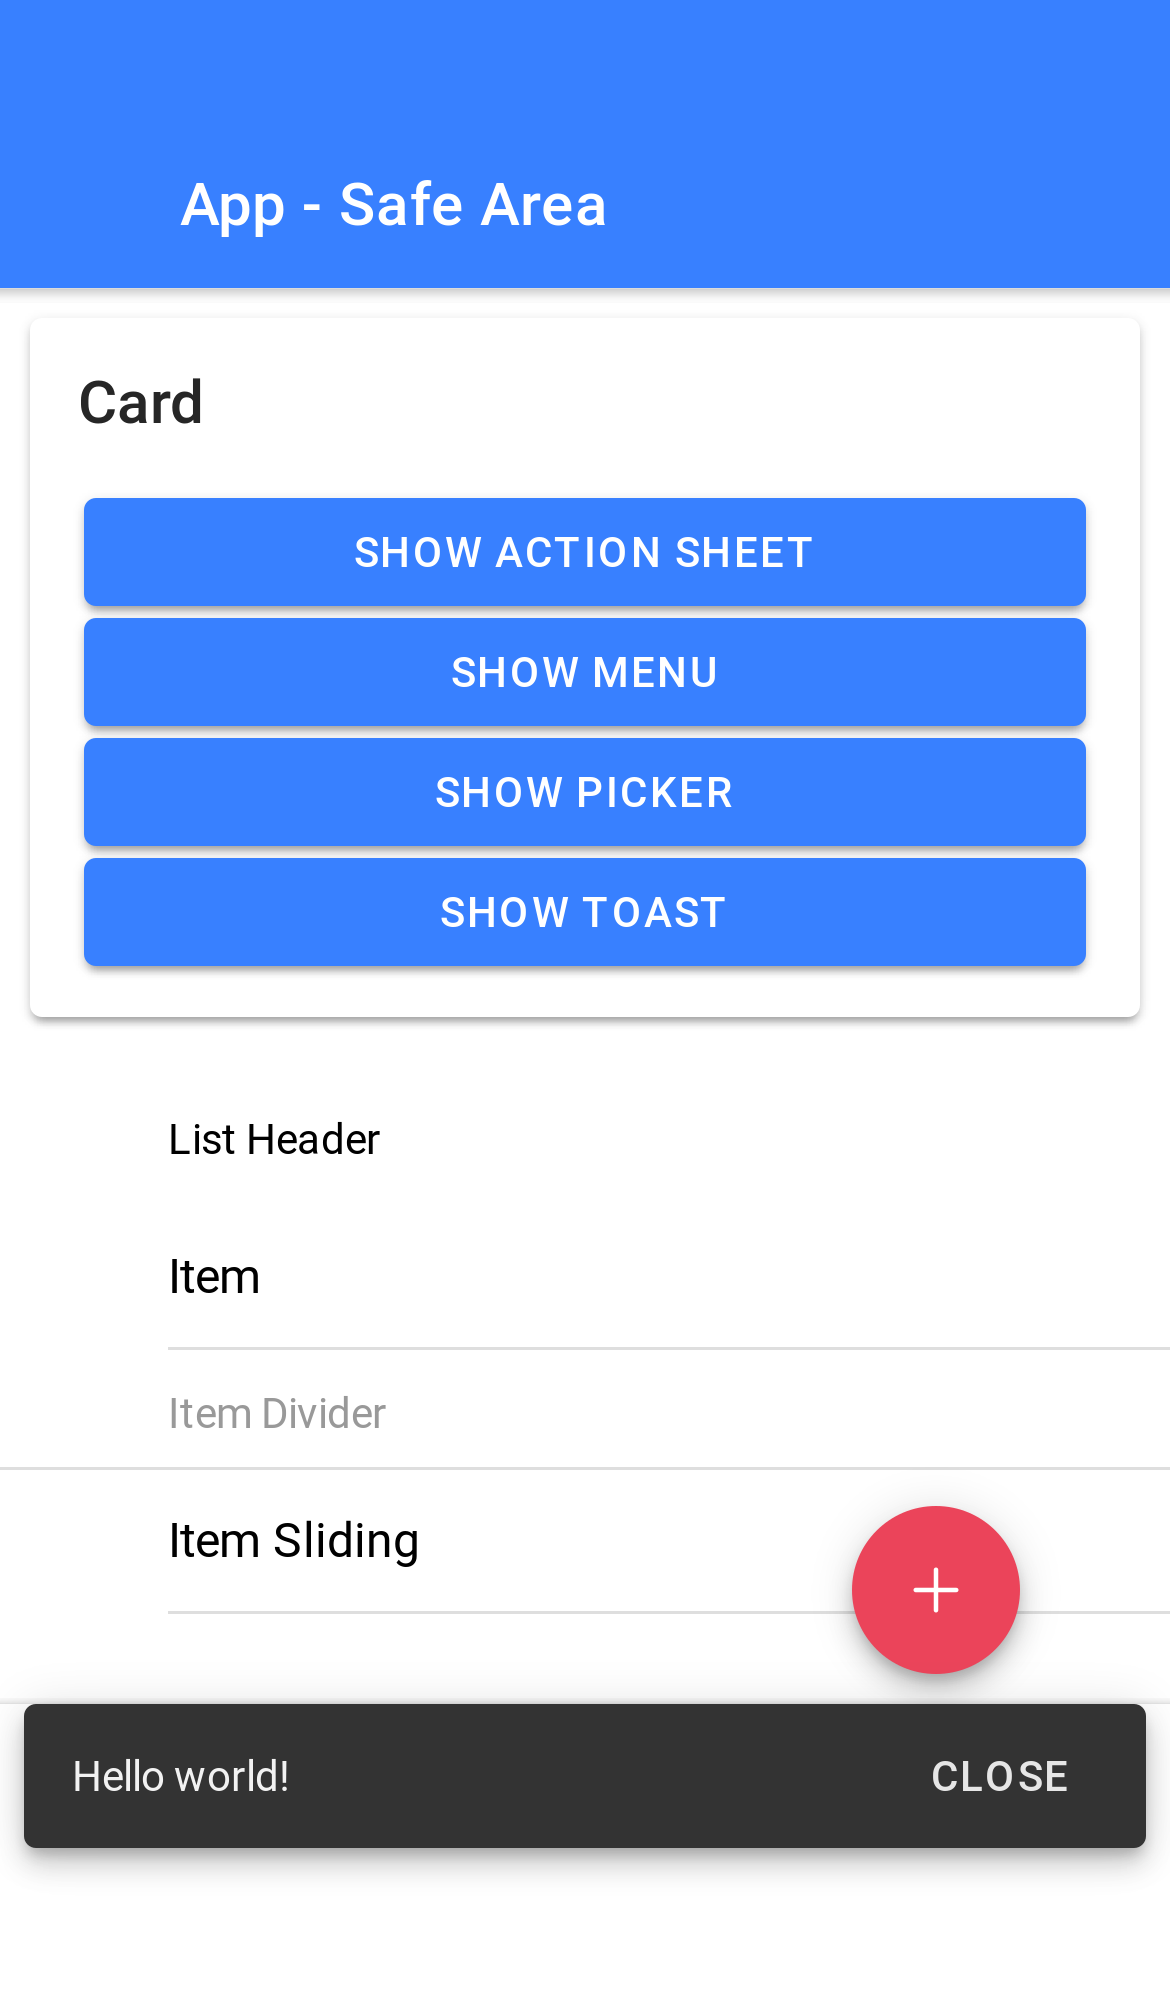 App - Safe Area
Card
SHOW ACTION SHEET
SHOW MENU
SHOW PICKER
SHOW TOAST
List Header
Item
Item Divider
Item Sliding
Hello world! CLOSE